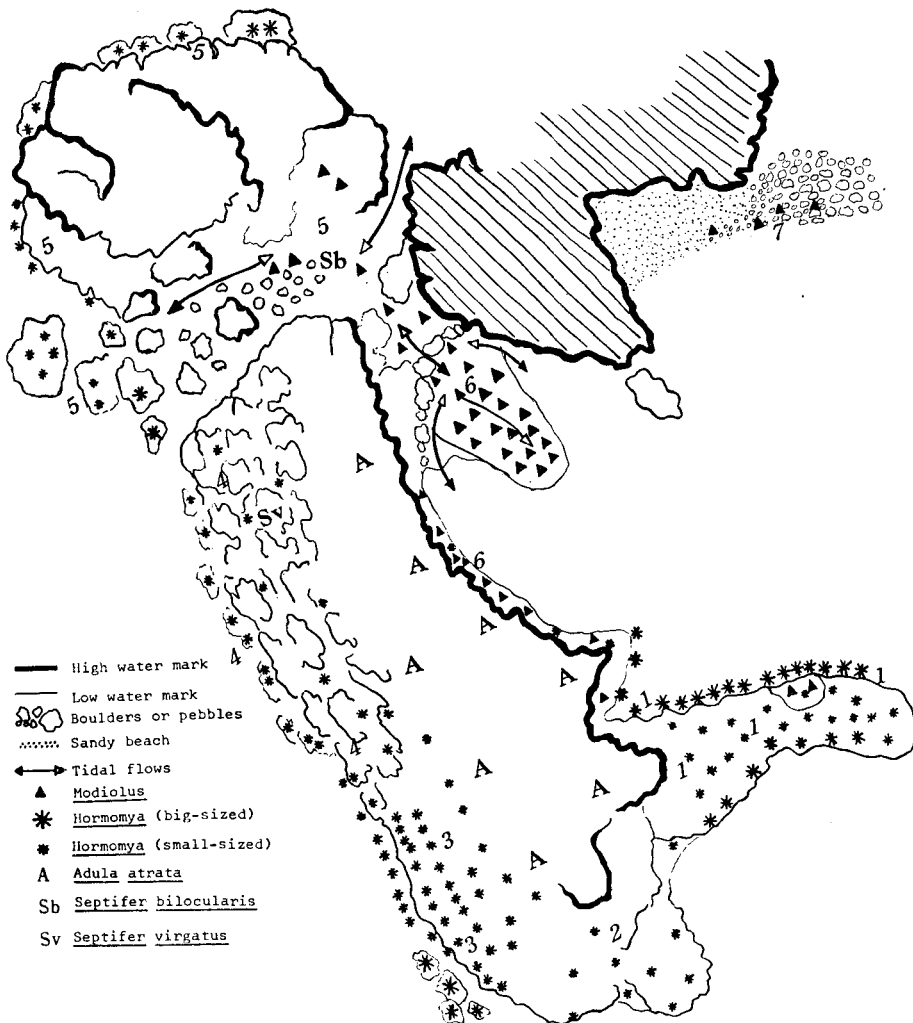 5
5
5
Sb
7
5
6
A
4
Sv
A
6
A
4
A
A
1
1
1
1
A
A
4
3
A
3
2
High water mark
Low water mark
Boulders or pebbles
Sandy beach
Tidal flows
Modiolus
Hormomya (big-sized)
Hormomya (small-sized)
A Adula atrata
Sb Septifer bilocularis
Sv Septifer virgatus